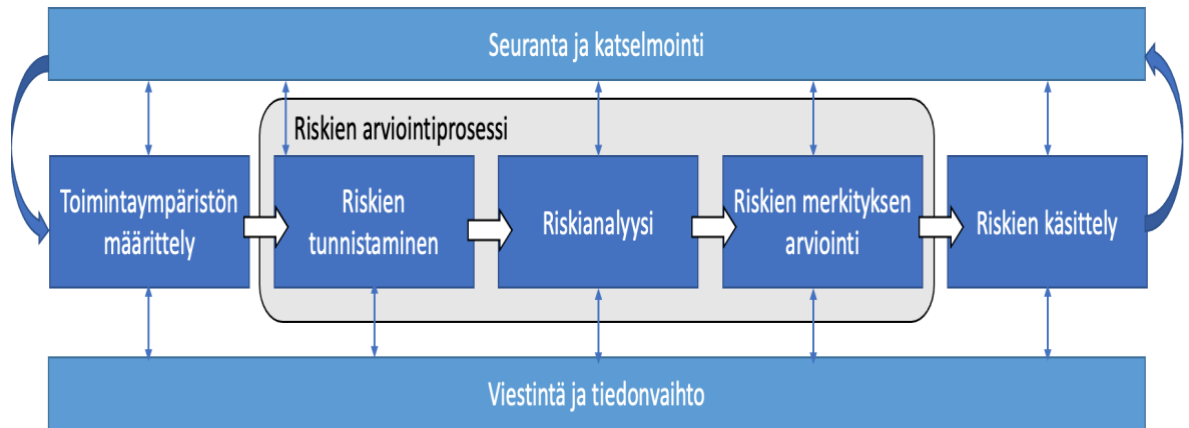 Seuranta ja katselmointi
Riskien arviointiprosessi
Toimintaympäristön
määrittely
Riskien
tunnistaminen
Riskianalyysi
Riskien merkityksen
arviointi
Riskien käsittely
Viestintä ja tiedonvaihto